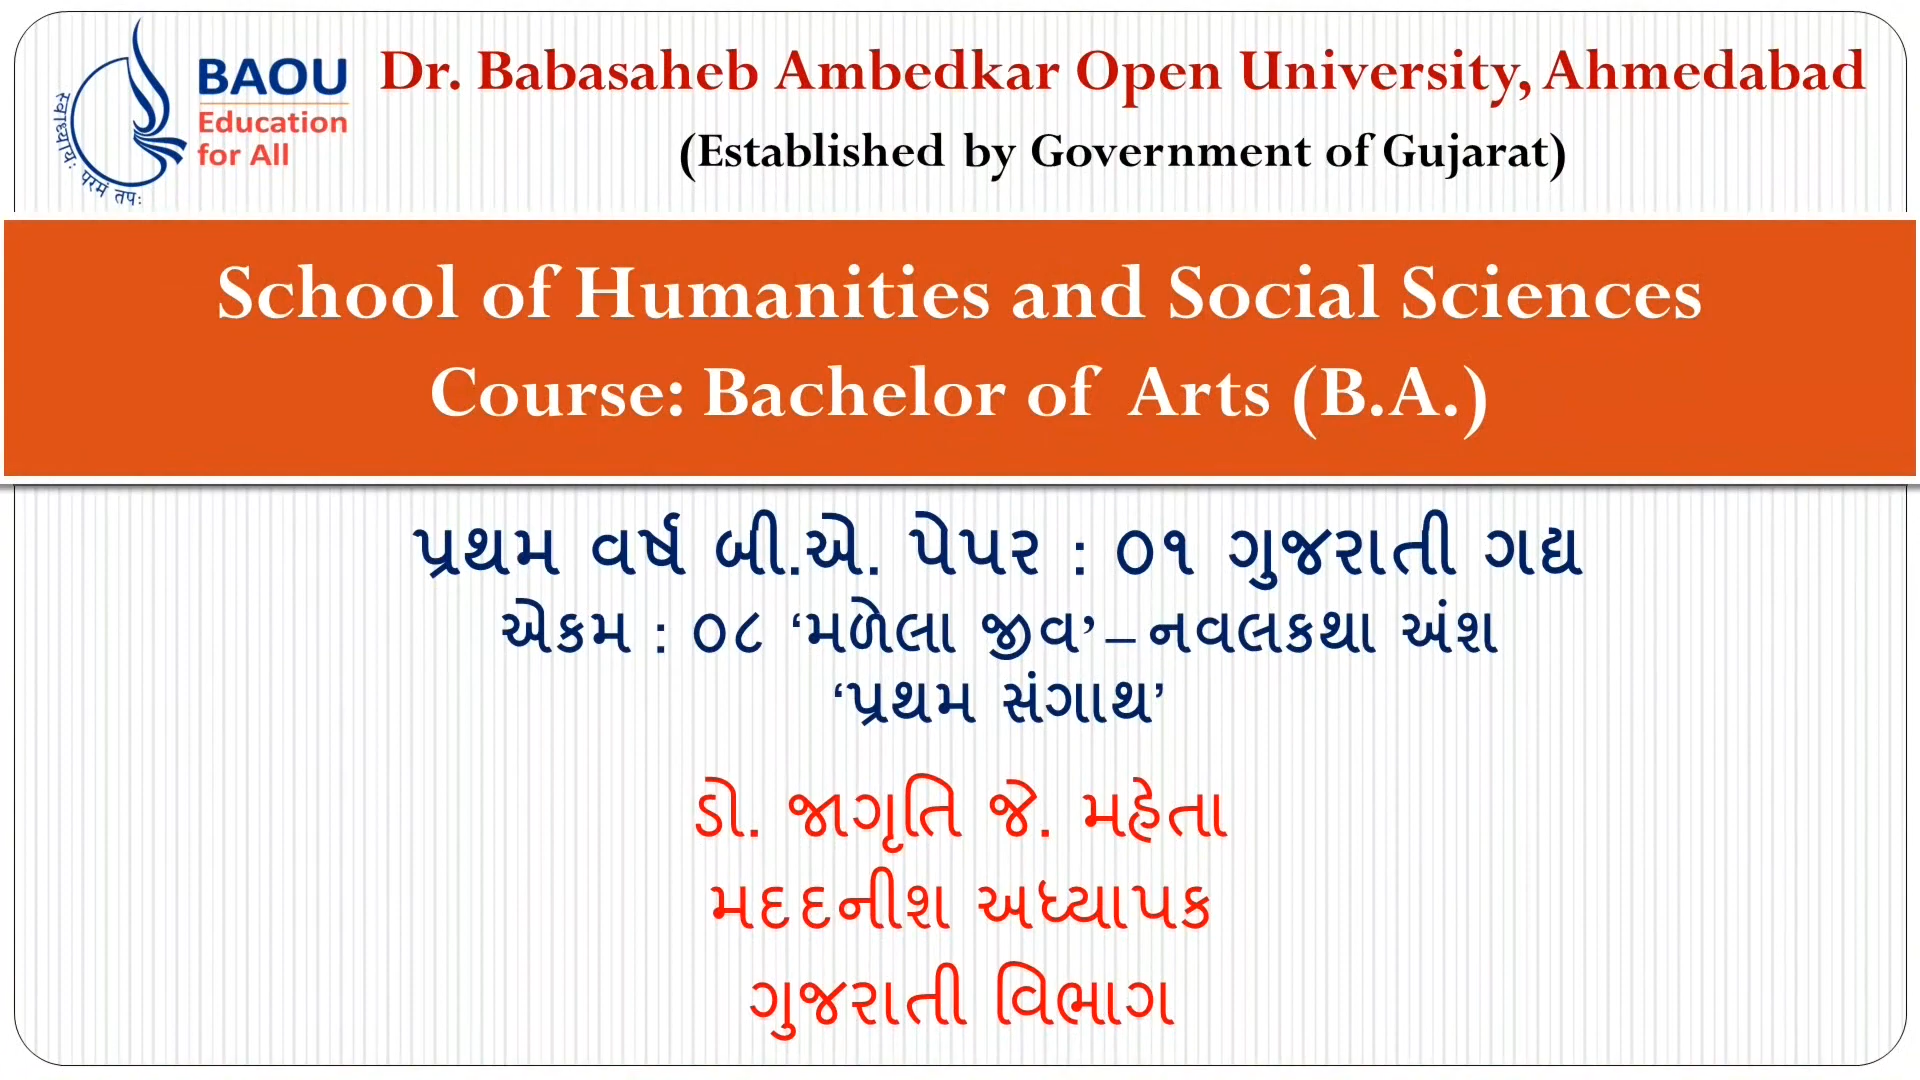 स्वाध्यायः परमं तपः
BAOU
Education
for All
Dr. Babasaheb Ambedkar Open University, Ahmedabad
(Established by Government of Gujarat)
School of Humanities and Social Sciences
Course: Bachelor of Arts (B.A.)
પ્રથમ વર્ષ બી.એ. પેપર : ૦૧ ગુજરાતી ગદ્ય
એકમ : ૦૮ ‘મળેલા જીવ’ – નવલકથા અંશ
‘પ્રથમ સંગાથ’
ડો. જાગૃતિ જે. મહેતા
મદદનીશ અધ્યાપક
ગુજરાતી વિભાગ